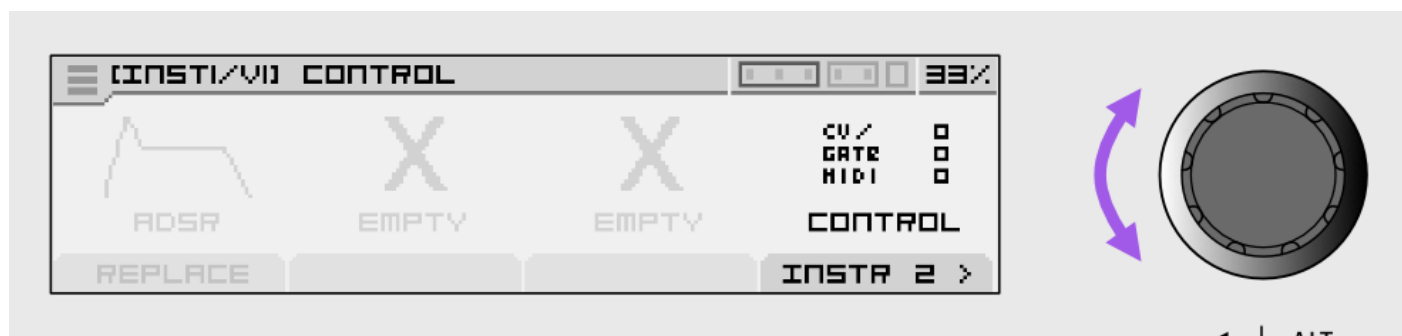 [INST1/V1] CONTROL 33%
CV/
GATE
MIDI
ADSR EMPTY EMPTY CONTROL
REPLACE INSTR 2 >